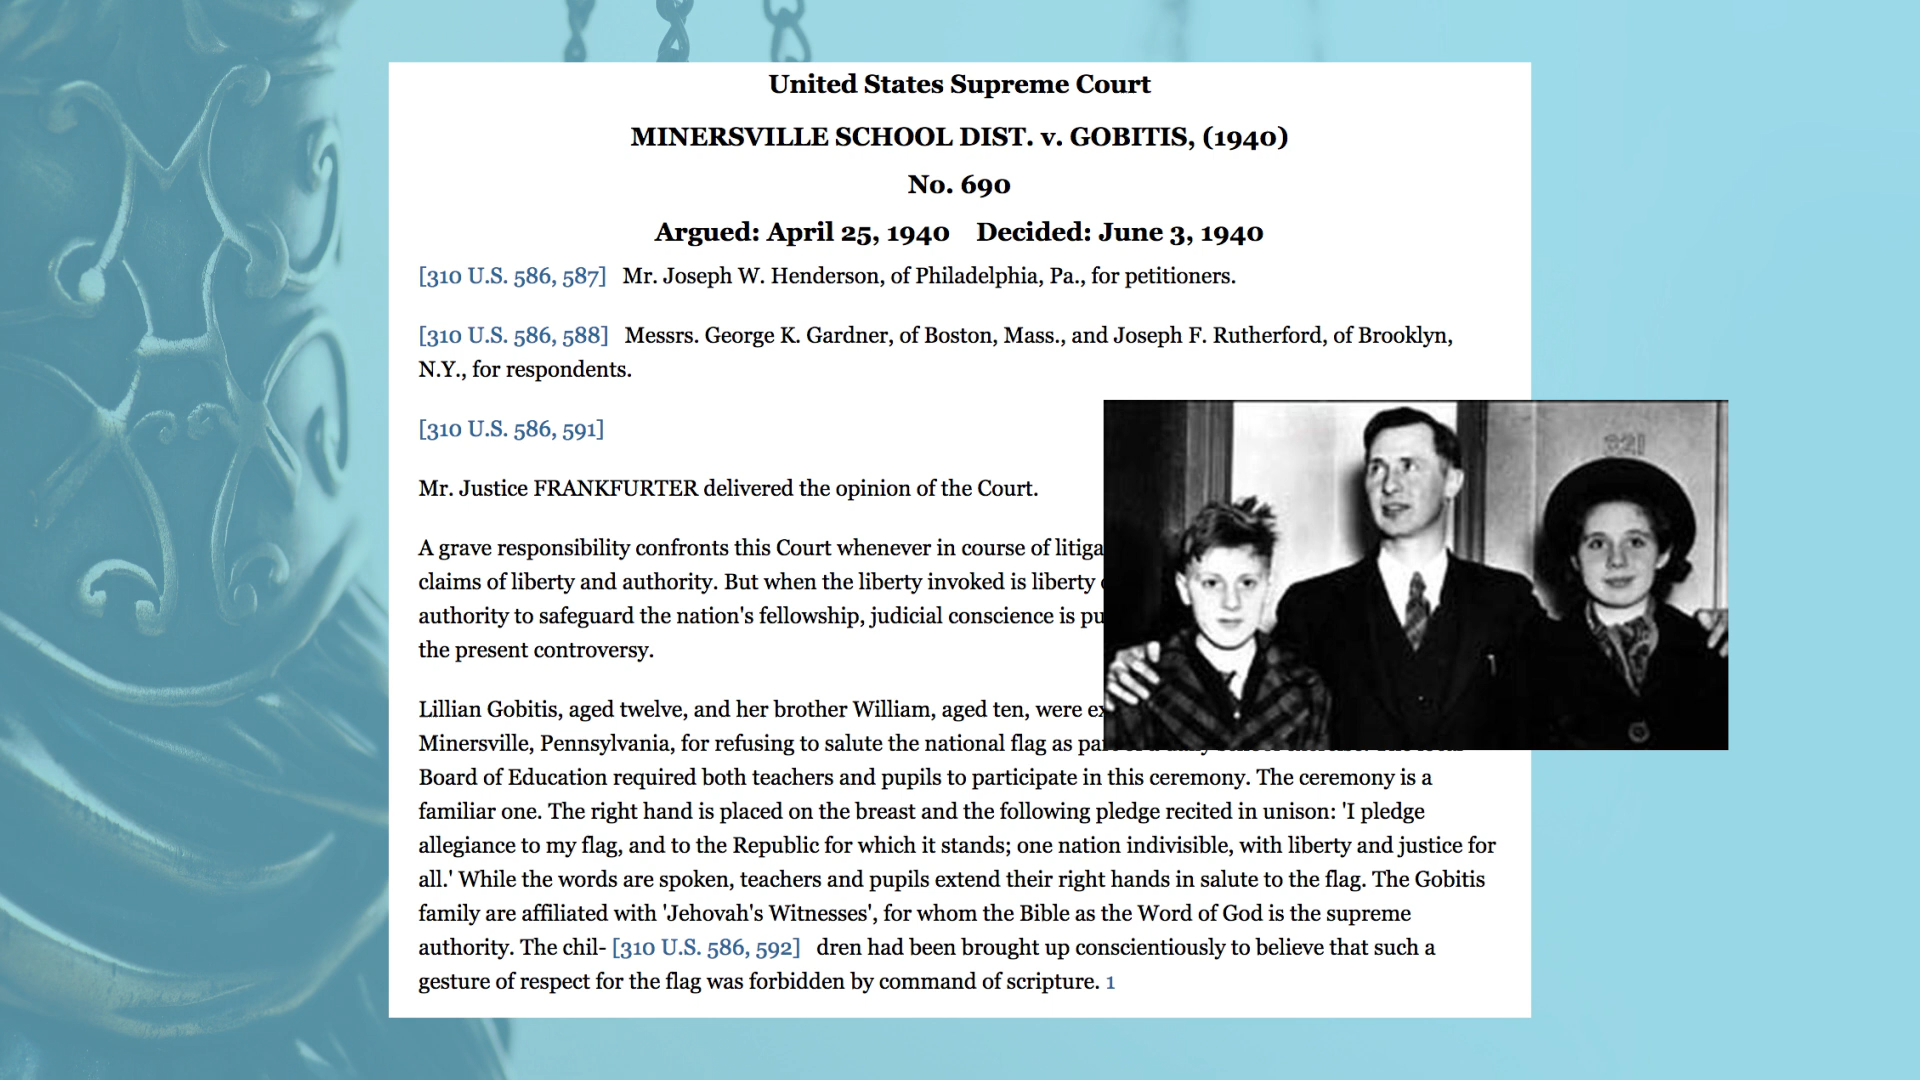 United States Supreme Court
MINERSVILLE SCHOOL DIST. v. GOBITIS, (1940)
No. 690
Argued: April 25, 1940 Decided: June 3, 1940
[310 U.S. 586, 587] Mr. Joseph W. Henderson, of Philadelphia, Pa., for petitioners.
[310 U.S. 586, 588] Messrs. George K. Gardner, of Boston, Mass., and Joseph F. Rutherford, of Brooklyn,
N.Y., for respondents.
[310 U.S. 586, 591]
Mr. Justice FRANKFURTER delivered the opinion of the Court.
A grave responsibility confronts this Court whenever in course of
claims of liberty and authority. But when the liberty invoked is liberty
authority to safeguard the nation's fellowship, judicial conscience is
the present controversy.
Lillian Gobitis, aged twelve, and her brother William, aged ten, were
Minersville, Pennsylvania, for refusing to salute the national flag as
Board of Education required both teachers and pupils to participate in this ceremony. The ceremony is a
familiar one. The right hand is placed on the breast and the following pledge recited in unison: 'I pledge
allegiance to my flag, and to the Republic for which it stands; one nation indivisible, with liberty and justice for
all.' While the words are spoken, teachers and pupils extend their right hands in salute to the flag. The Gobitis
family are affiliated with 'Jehovah's Witnesses', for whom the Bible as the Word of God is the supreme
authority. The chil- [310 U.S. 586, 592] dren had been brought up conscientiously to believe that such a
gesture of respect for the flag was forbidden by command of scripture. 1
321